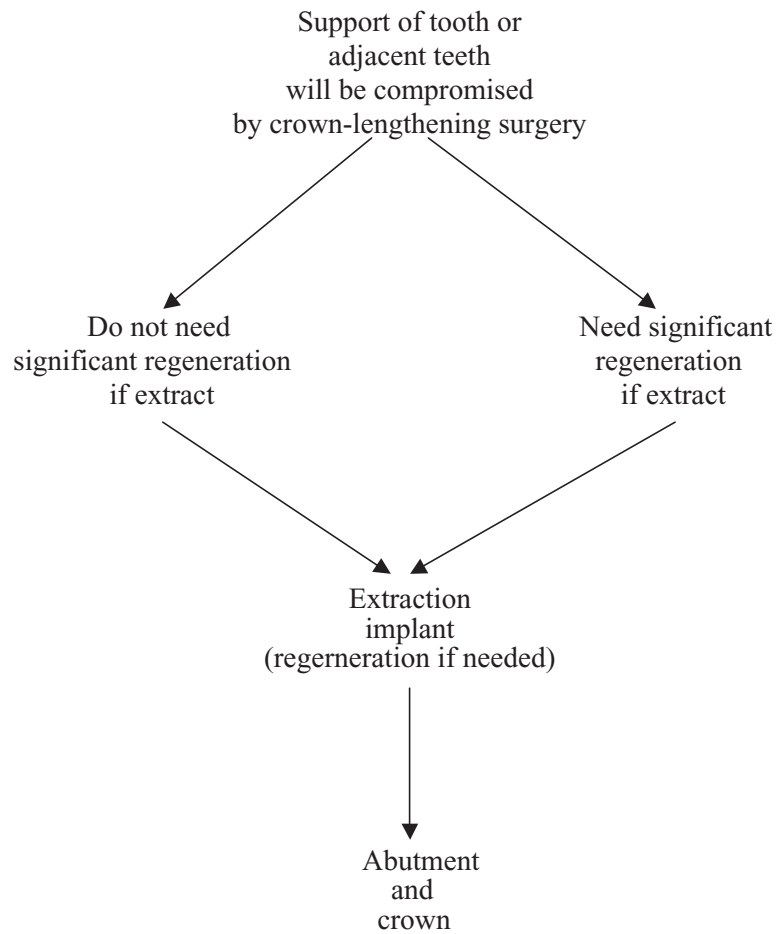 Support of tooth or
adjacent teeth
will be compromised
by crown-lengthening surgery
Do not need
significant regeneration
if extract
Need significant
regeneration
if extract
Extraction
implant
(regerneration if needed)
Abutment
and
crown